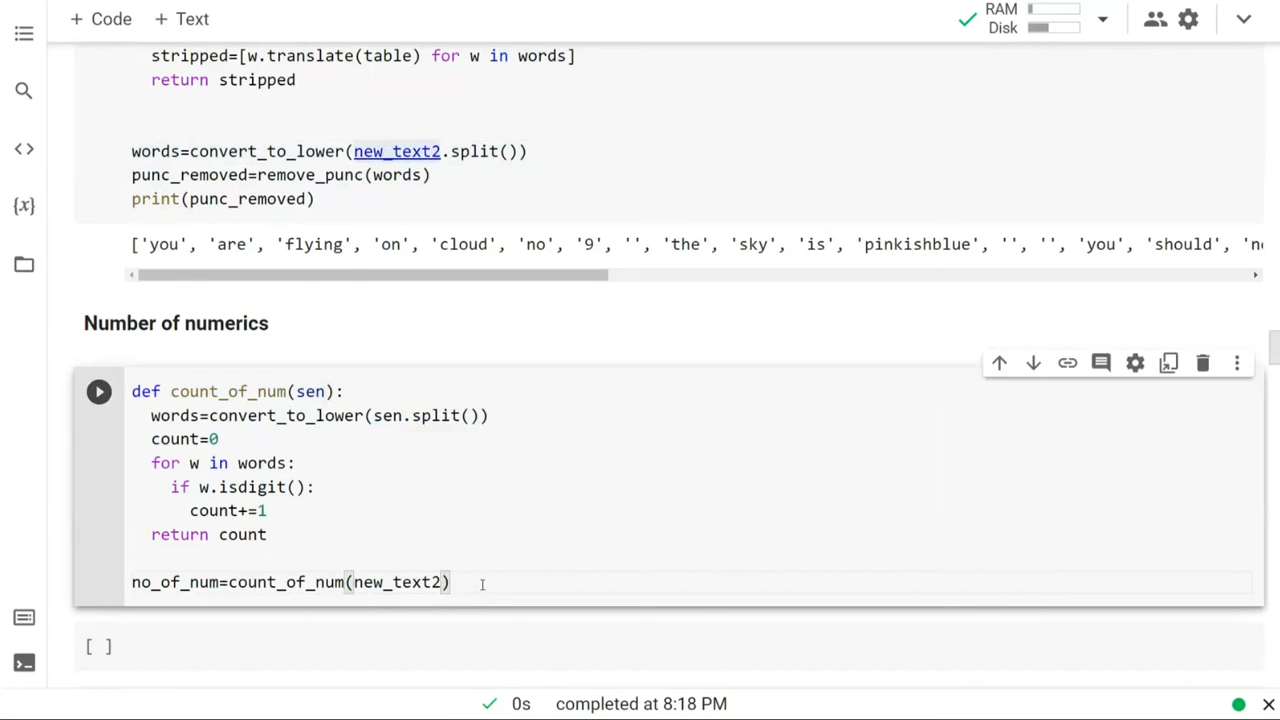 + Code + Text
RAM
Disk
stripped=[w.translate(table) for w in words]
return stripped
words=convert_to_lower(new_text2.split())
punc_removed=remove_punc(words)
print(punc_removed)
['you', 'are', 'flying', 'on', 'cloud', 'no', '9', '', 'the', 'sky', 'is', 'pinkishblue', '', '', 'you', 'should', 'no
Number of numerics
def count_of_num(sen):
words=convert_to_lower(sen.split())
count=0
for w in words:
if w.isdigit():
count+=1
return count
no_of_num=count_of_num(new_text2)
[ ]
0s completed at 8:18 PM